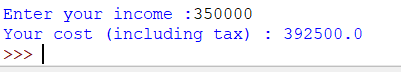 Enter your income :350000
Your cost (including tax) : 392500.0
>>>